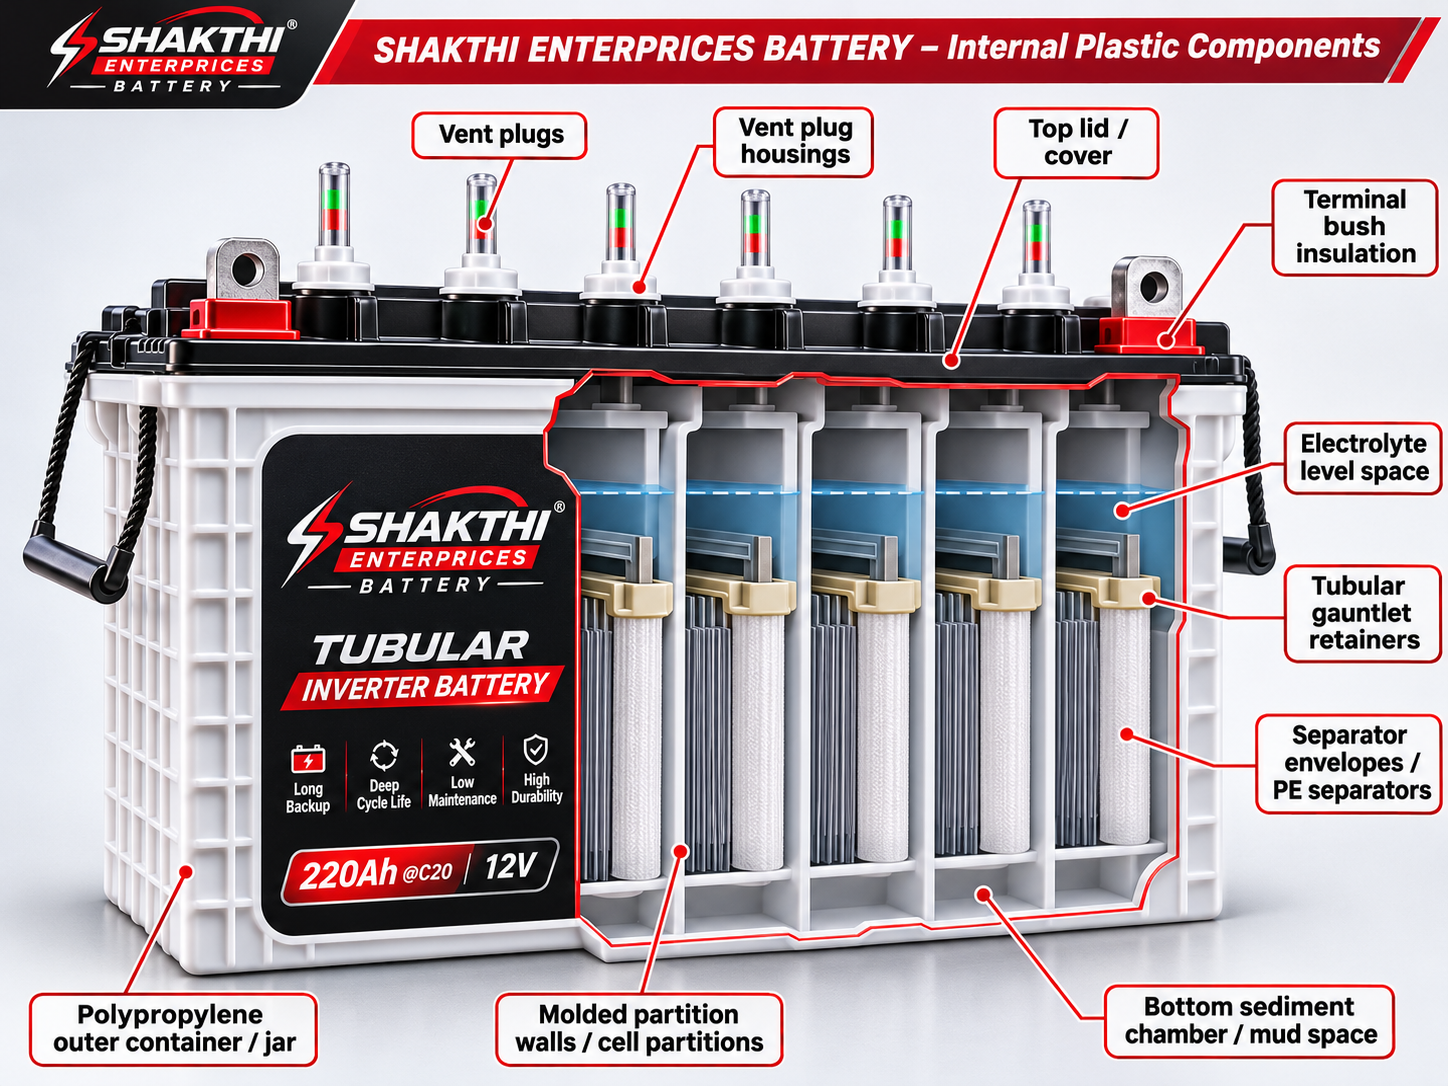 SHAKTHI®
ENTERPRICES
BATTERY
SHAKTHI ENTERPRICES BATTERY – Internal Plastic Components
Vent plugs
Vent plug
housings
Top lid /
cover
Terminal
bush
insulation
Electrolyte
level space
Tubular
gauntlet
retainers
Separator
envelopes /
PE separators
SHAKTHI®
ENTERPRICES
BATTERY
TUBULAR
INVERTER BATTERY
Long
Backup
Deep
Cycle Life
Low
Maintenance
High
Durability
220Ah @C20 | 12V
Polypropylene
outer container / jar
Molded partition
walls / cell partitions
Bottom sediment
chamber / mud space